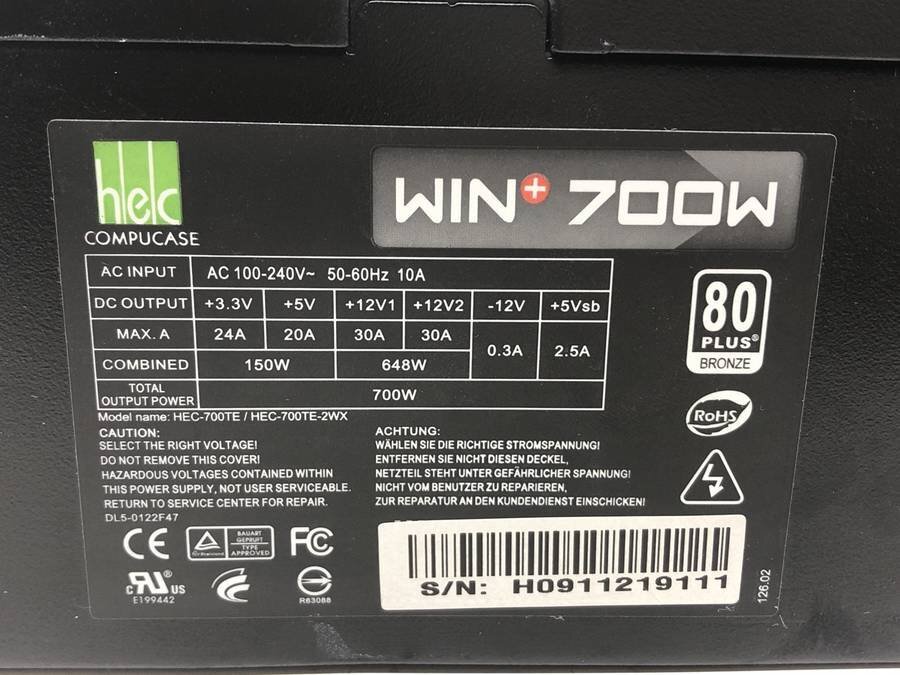 hec
COMPUCASE
WIN+ 700W
AC INPUT AC 100-240V~ 50-60Hz 10A
DC OUTPUT +3.3V +5V +12V1 +12V2 -12V +5Vsb
MAX. A 24A 20A 30A 30A 0.3A 2.5A
COMBINED 150W 648W
TOTAL OUTPUT POWER 700W
80
PLUS®
BRONZE
RoHS
Model name: HEC-700TE / HEC-700TE-2WX
CAUTION:
SELECT THE RIGHT VOLTAGE!
DO NOT REMOVE THIS COVER!
HAZARDOUS VOLTAGES CONTAINED WITHIN
THIS POWER SUPPLY, NOT USER SERVICEABLE.
RETURN TO SERVICE CENTER FOR REPAIR.
DL5-0122F47
ACHTUNG:
WÄHLEN SIE DIE RICHTIGE STROMSPANNUNG!
ENTFERNEN SIE NICHT DIESEN DECKEL,
NETZTEIL STEHT UNTER GEFÄHRLICHER SPANNUNG!
NICHT VOM BENUTZER ZU REPARIEREN,
ZUR REPARATUR AN DEN KUNDENDIENST EINSCHICKEN!
CE
BAUART
GEPRUFT
TYPE
APPROVED
FC
c RU ® US
E199442
R63088
S/N: H0911219111
126.02